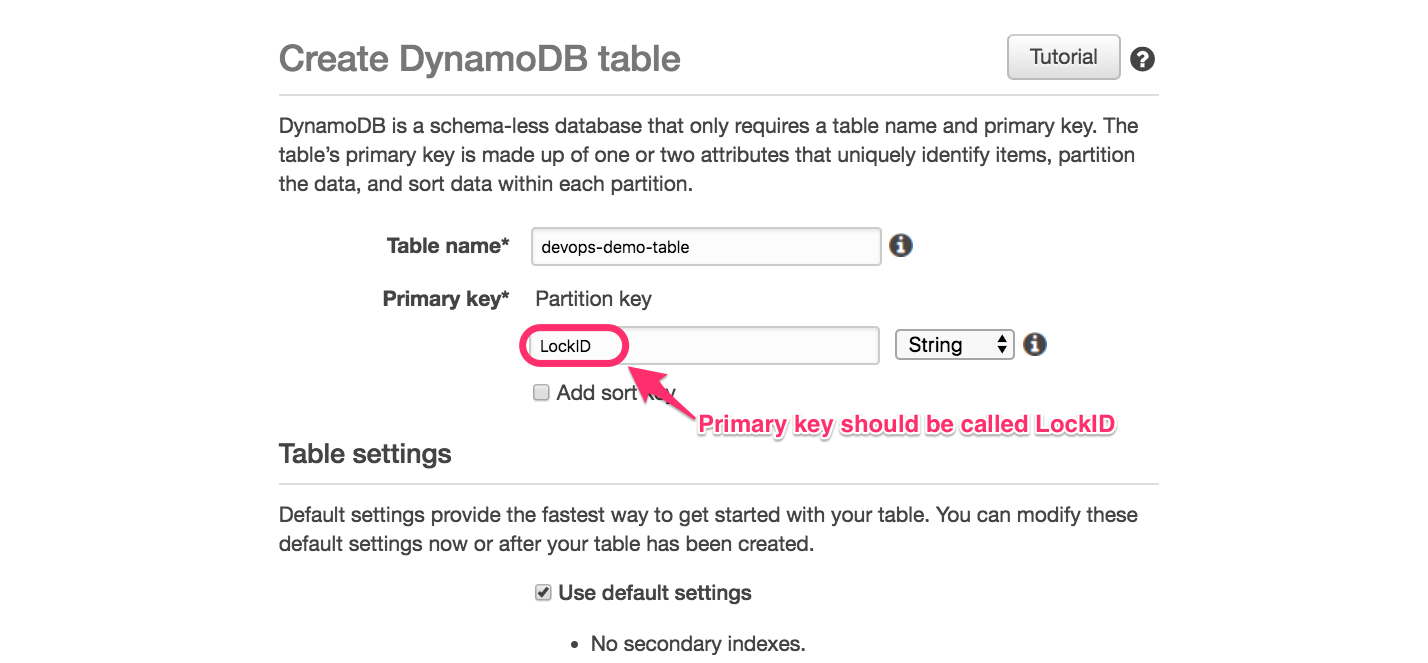 Create DynamoDB table
Tutorial
DynamoDB is a schema-less database that only requires a table name and primary key. The
table’s primary key is made up of one or two attributes that uniquely identify items, partition
the data, and sort data within each partition.
Table name*
devops-demo-table
Primary key*
Partition key
LockID
String
Add sort key
Primary key should be called LockID
Table settings
Default settings provide the fastest way to get started with your table. You can modify these
default settings now or after your table has been created.
Use default settings
• No secondary indexes.